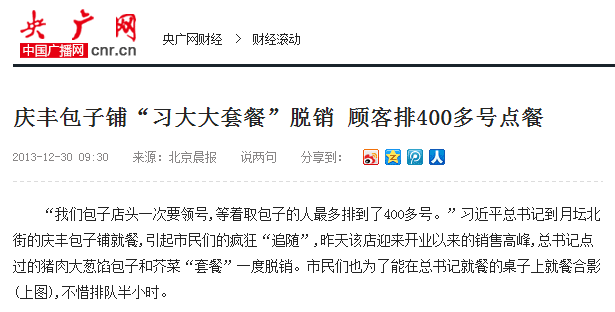 央广网
中国广播网 cnr.cn
央广网财经 > 财经滚动
庆丰包子铺“习大大套餐”脱销 顾客排400多号点餐
2013-12-30 09:30 来源：北京晨报 说两句 分享到：
“我们包子店头一次要领号,等着取包子的人最多排到了400多号。”习近平总书记到月坛北
街的庆丰包子铺就餐,引起市民们的疯狂“追随”,昨天该店迎来开业以来的销售高峰,总书记点
过的猪肉大葱馅包子和芥菜“套餐”一度脱销。市民们也为了能在总书记就餐的桌子上就餐合影
(上图),不惜排队半小时。